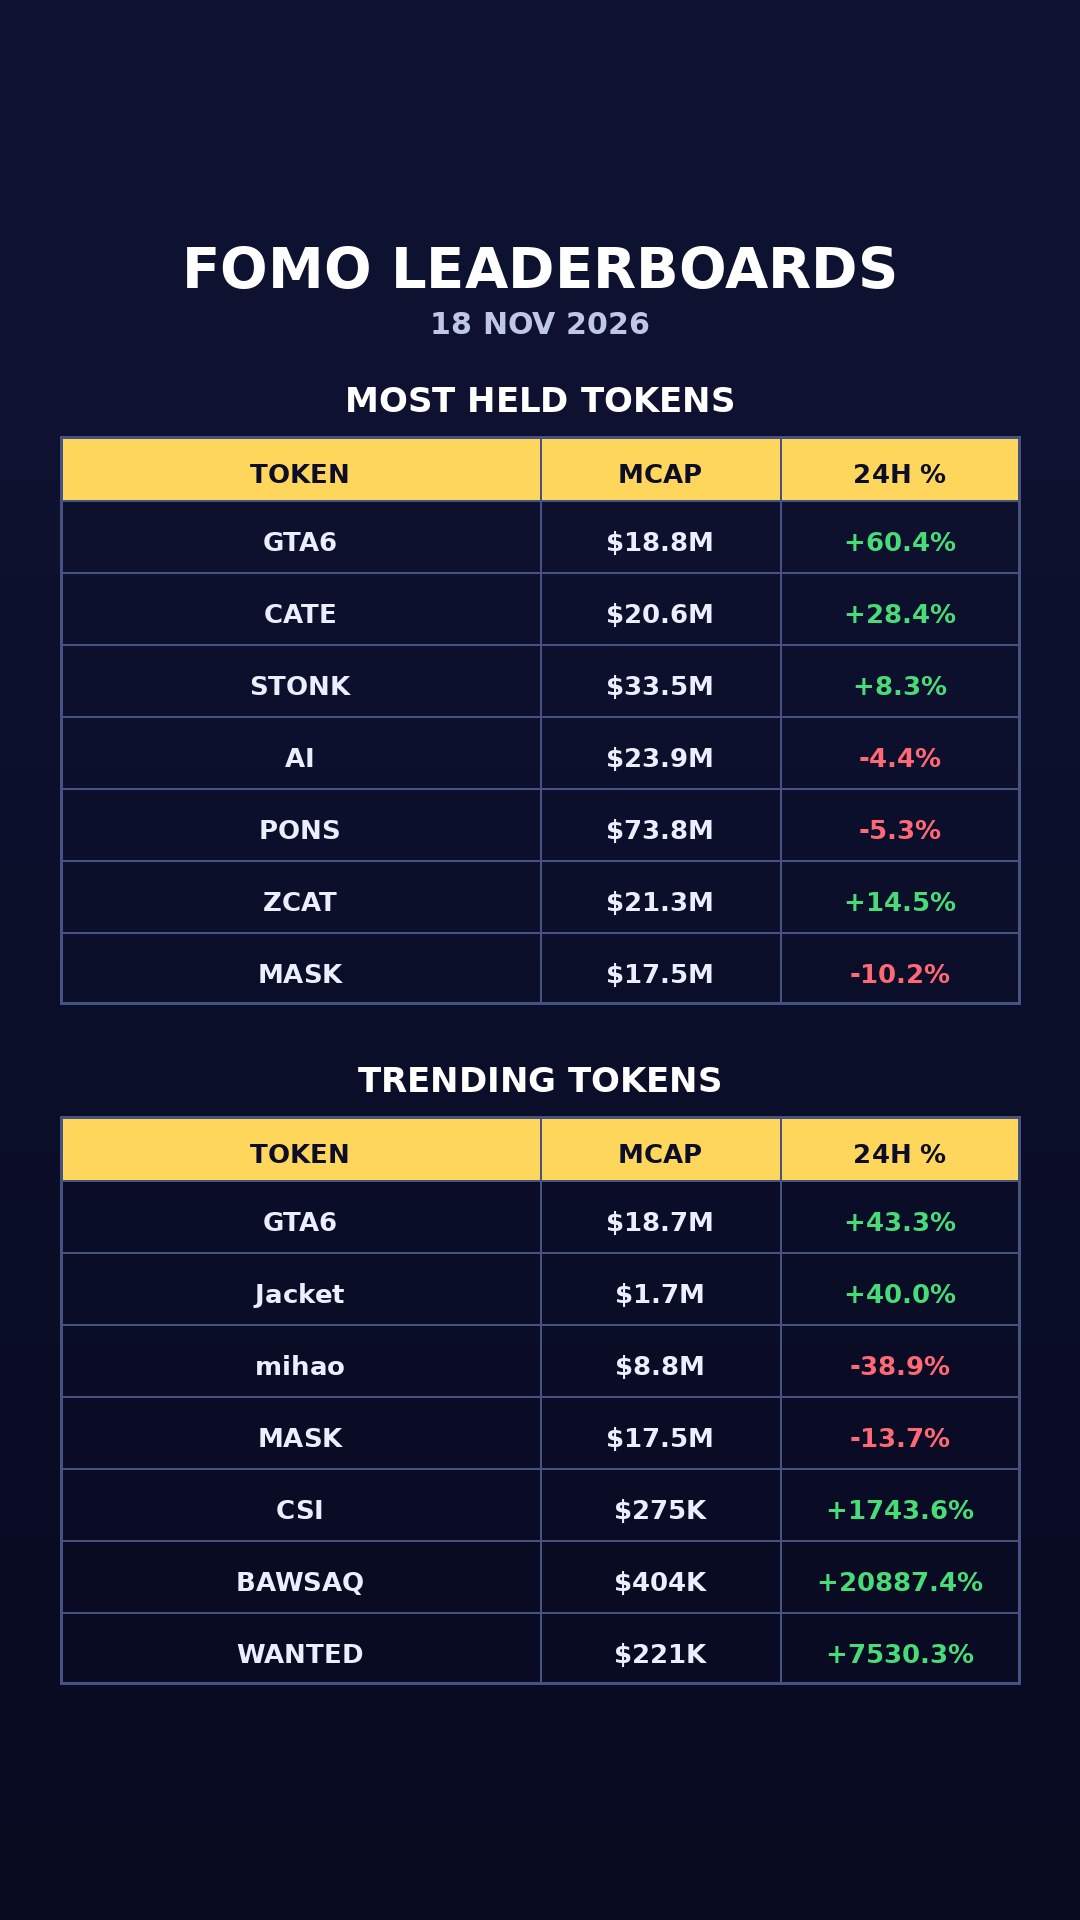 FOMO LEADERBOARDS
18 NOV 2026
MOST HELD TOKENS
TOKEN MCAP 24H %
GTA6 $18.8M +60.4%
CATE $20.6M +28.4%
STONK $33.5M +8.3%
AI $23.9M -4.4%
PONS $73.8M -5.3%
ZCAT $21.3M +14.5%
MASK $17.5M -10.2%
TRENDING TOKENS
TOKEN MCAP 24H %
GTA6 $18.7M +43.3%
Jacket $1.7M +40.0%
mihao $8.8M -38.9%
MASK $17.5M -13.7%
CSI $275K +1743.6%
BAWSAQ $404K +20887.4%
WANTED $221K +7530.3%